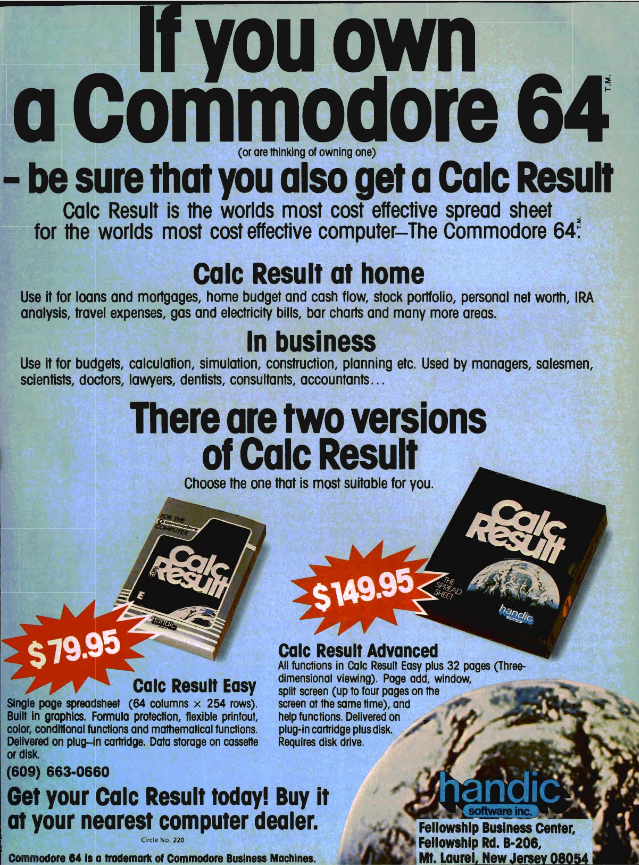 If you own
a Commodore 64 T.M.
(or are thinking of owning one)
– be sure that you also get a Calc Result
Calc Result is the worlds most cost effective spread sheet
for the worlds most cost effective computer—The Commodore 64. T.M.
Calc Result at home
Use it for loans and mortgages, home budget and cash flow, stock portfolio, personal net worth, IRA
analysis, travel expenses, gas and electricity bills, bar charts and many more areas.
In business
Use it for budgets, calculation, simulation, construction, planning etc. Used by managers, salesmen,
scientists, doctors, lawyers, dentists, consultants, accountants...
There are two versions
of Calc Result
Choose the one that is most suitable for you.
FOR THE
COMPUTER
Calc
Result
E
handic
$79.95
Calc Result Easy
Single page spreadsheet (64 columns × 254 rows).
Built in graphics. Formula protection, flexible printout,
color, conditional functions and mathematical functions.
Delivered on plug–in cartridge. Data storage on cassette
or disk.
Calc
Result
THE
SPREAD
SHEET
handic
$149.95
Calc Result Advanced
All functions in Calc Result Easy plus 32 pages (Three-
dimensional viewing). Page add, window,
split screen (up to four pages on the
screen at the same time), and
help functions. Delivered on
plug-in cartridge plus disk.
Requires disk drive.
(609) 663-0660
Get your Calc Result today! Buy it
at your nearest computer dealer.
Circle No. 220
Commodore 64 is a trademark of Commodore Business Machines.
handic
software inc.
Fellowship Business Center,
Fellowship Rd. B-206,
Mt. Laurel, New Jersey 08054